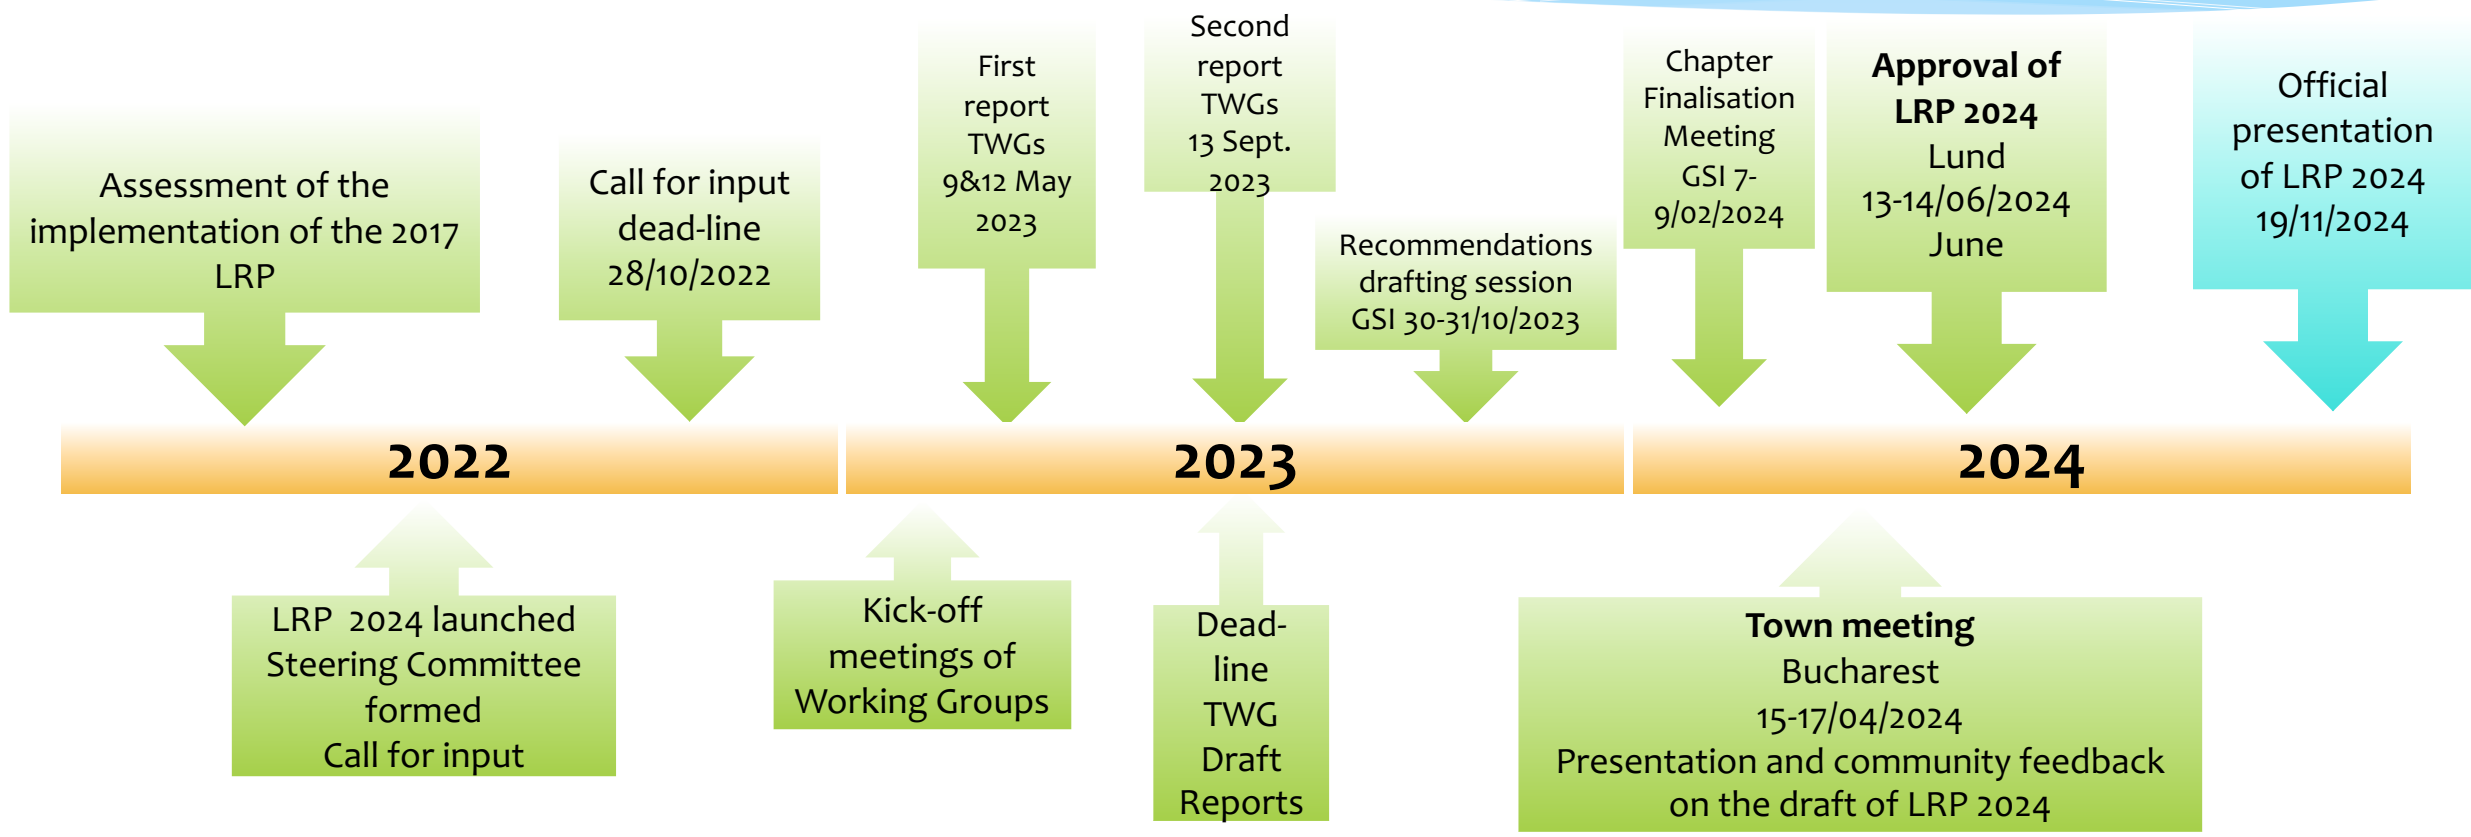 Assessment of the
implementation of the 2017
LRP
Call for input
dead-line
28/10/2022
First
report
TWGs
9&12 May
2023
Second
report
TWGs
13 Sept.
2023
Recommendations
drafting session
GSI 30-31/10/2023
Chapter
Finalisation
Meeting
GSI 7-
9/02/2024
Approval of
LRP 2024
Lund
13-14/06/2024
June
Official
presentation
of LRP 2024
19/11/2024
2022
2023
2024
LRP 2024 launched
Steering Committee
formed
Call for input
Kick-off
meetings of
Working Groups
Dead-
line
TWG
Draft
Reports
Town meeting
Bucharest
15-17/04/2024
Presentation and community feedback
on the draft of LRP 2024